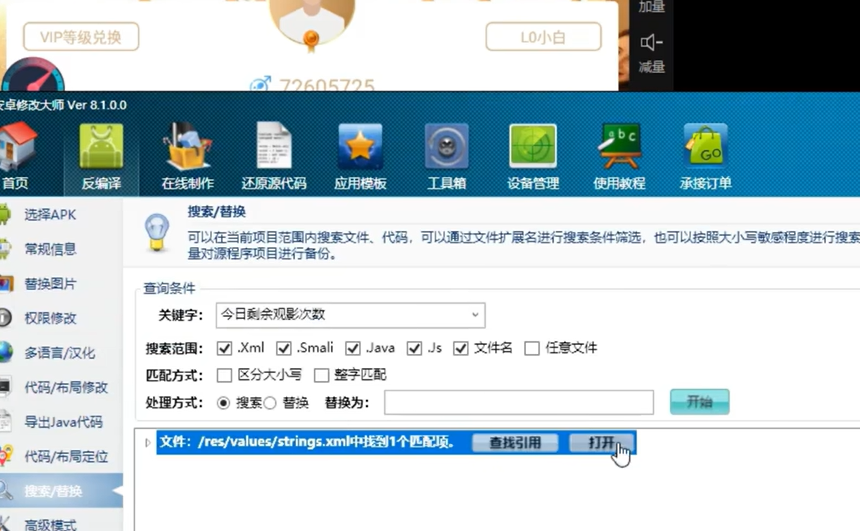 加量
VIP等级兑换
L0小白
减量
72605725
安卓修改大师 Ver 8.1.0.0
首页
反编译
在线制作
还原源代码
应用模板
工具箱
设备管理
使用教程
承接订单
选择APK
常规信息
替换图片
权限修改
多语言/汉化
代码/布局修改
导出Java代码
代码/布局定位
搜索/替换
高级模式
搜索/替换
可以在当前项目范围内搜索文件、代码，可以通过文件扩展名进行搜索条件筛选，也可以按照大小写敏感程度进行搜索
量对源程序项目进行备份。
查询条件
关键字： 今日剩余观影次数
搜索范围： .Xml .Smali .Java .Js 文件名 任意文件
匹配方式： 区分大小写 整字匹配
处理方式： 搜索 替换 替换为： 开始
文件：/res/values/strings.xml中找到1个匹配项。 查找引用 打开